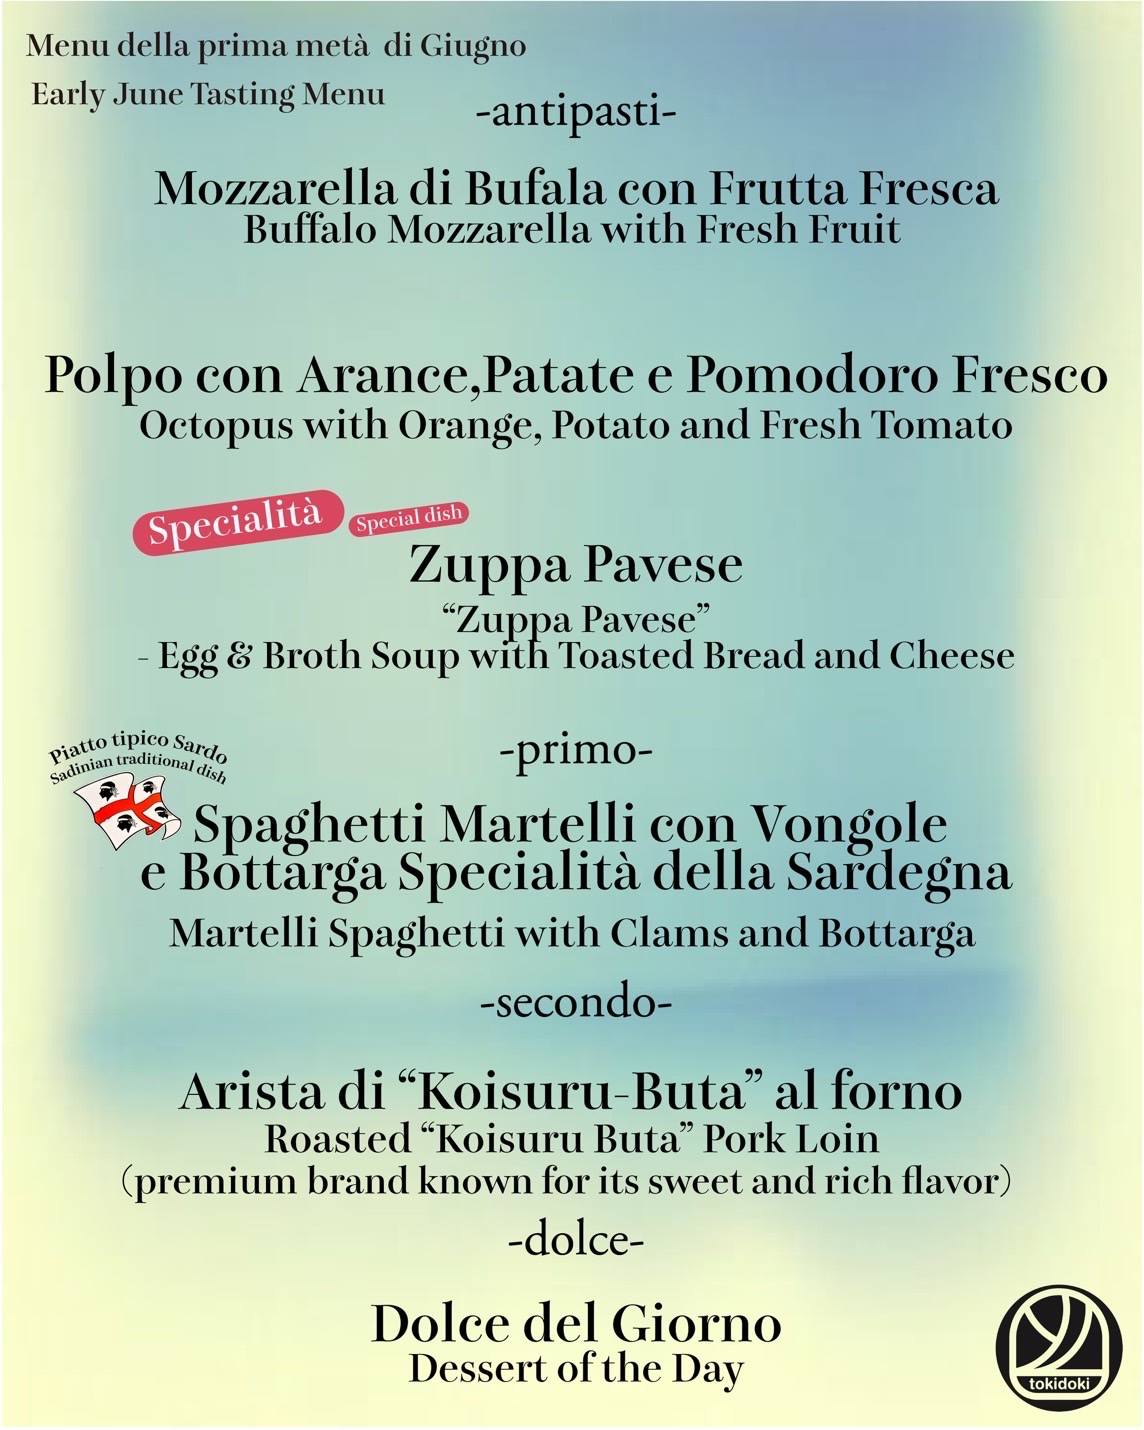 Menu della prima metà di Giugno
Early June Tasting Menu
-antipasti-
Mozzarella di Bufala con Frutta Fresca
Buffalo Mozzarella with Fresh Fruit
Polpo con Arance,Patate e Pomodoro Fresco
Octopus with Orange, Potato and Fresh Tomato
Specialità
Special dish
Zuppa Pavese
“Zuppa Pavese”
- Egg & Broth Soup with Toasted Bread and Cheese
-primo-
Piatto tipico Sardo
Sadinian traditional dish
Spaghetti Martelli con Vongole
e Bottarga Specialità della Sardegna
Martelli Spaghetti with Clams and Bottarga
-secondo-
Arista di “Koisuru-Buta” al forno
Roasted “Koisuru Buta” Pork Loin
(premium brand known for its sweet and rich flavor)
-dolce-
Dolce del Giorno
Dessert of the Day
tokidoki